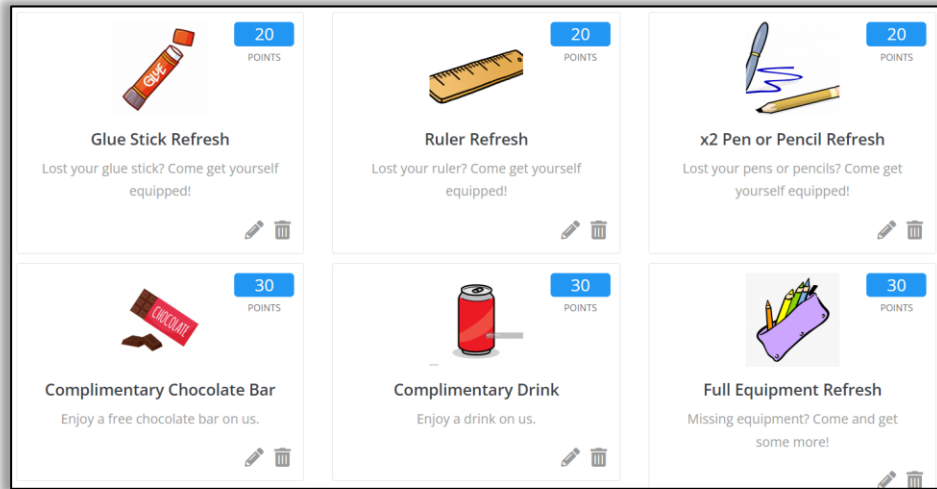 20
POINTS
GLUE
Glue Stick Refresh
Lost your glue stick? Come get yourself
equipped!
20
POINTS
Ruler Refresh
Lost your ruler? Come get yourself
equipped!
20
POINTS
x2 Pen or Pencil Refresh
Lost your pens or pencils? Come get
yourself equipped!
30
POINTS
CHOCOLATE
Complimentary Chocolate Bar
Enjoy a free chocolate bar on us.
30
POINTS
Complimentary Drink
Enjoy a drink on us.
30
POINTS
Full Equipment Refresh
Missing equipment? Come and get
some more!